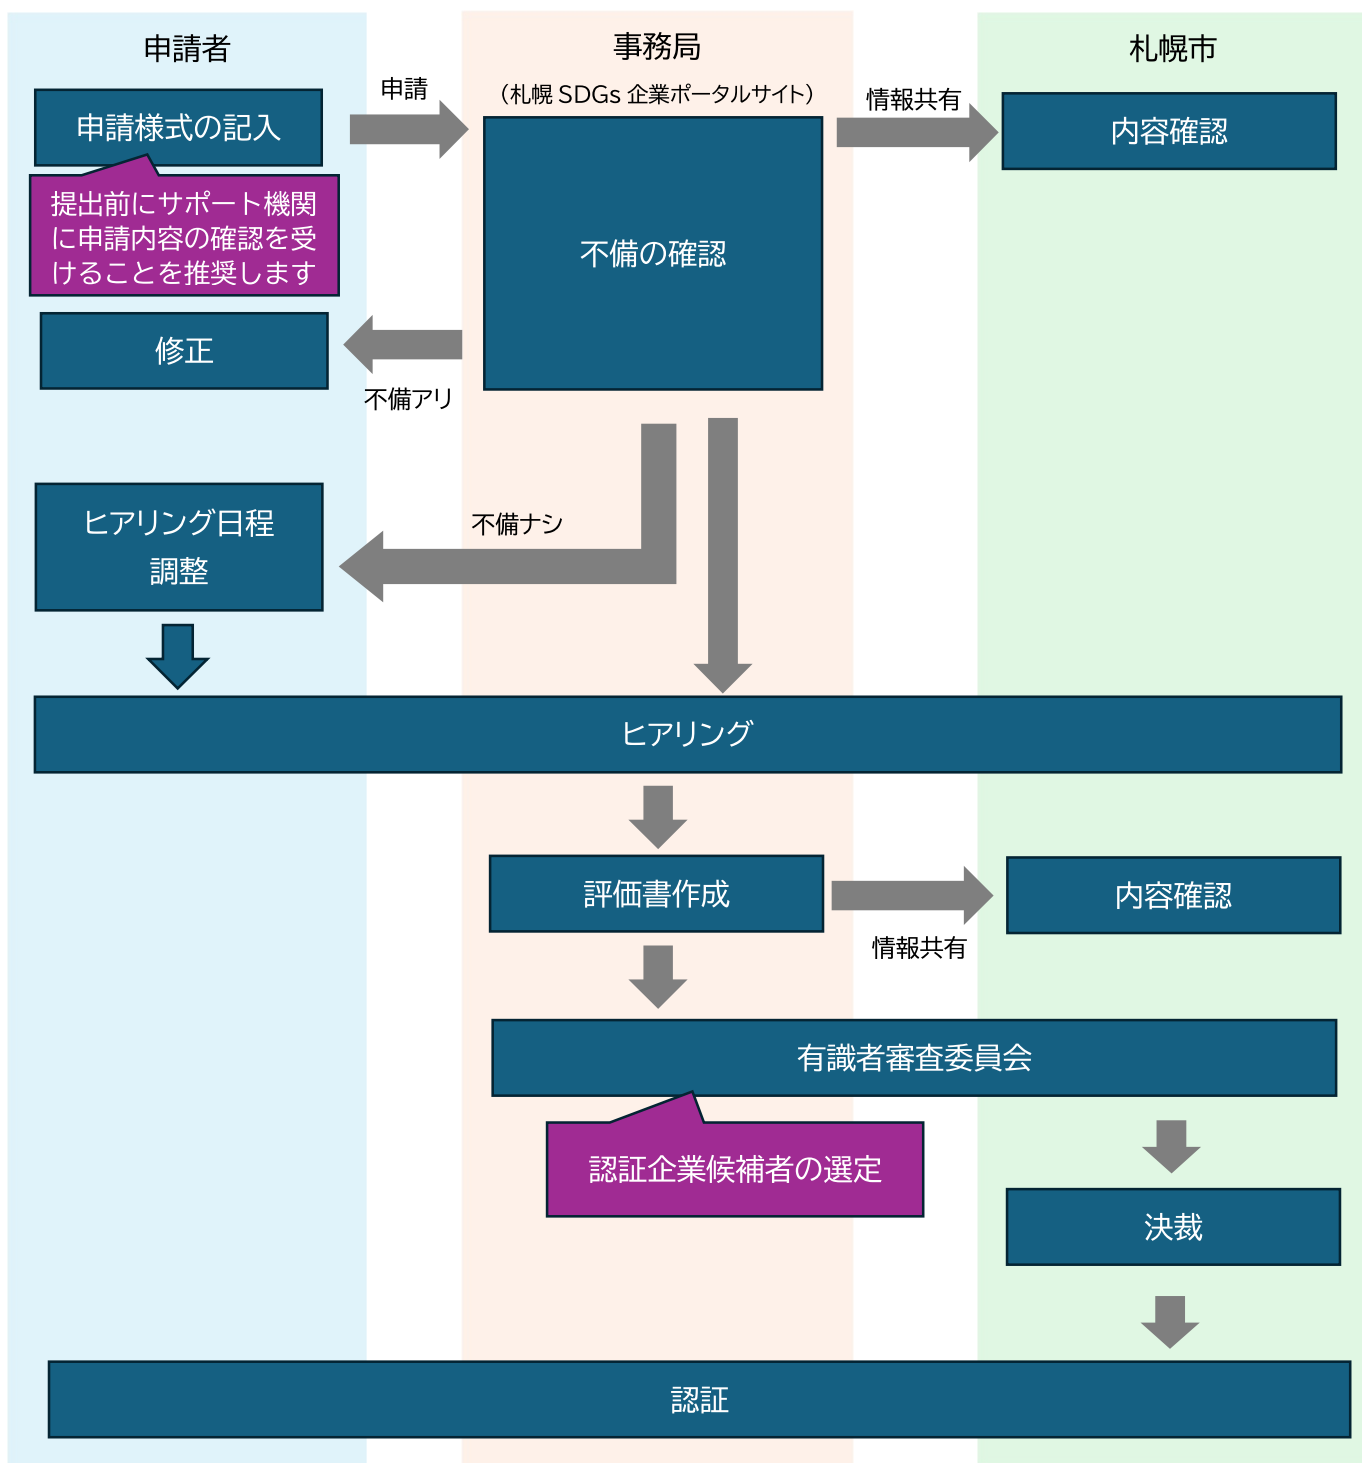 申請者
事務局
札幌市
（札幌 SDGs 企業ポータルサイト）
申請様式の記入
申請
情報共有
内容確認
提出前にサポート機関
に申請内容の確認を受
けることを推奨します
不備の確認
修正
不備アリ
不備ナシ
ヒアリング日程
調整
ヒアリング
評価書作成
情報共有
内容確認
有識者審査委員会
認証企業候補者の選定
決裁
認証